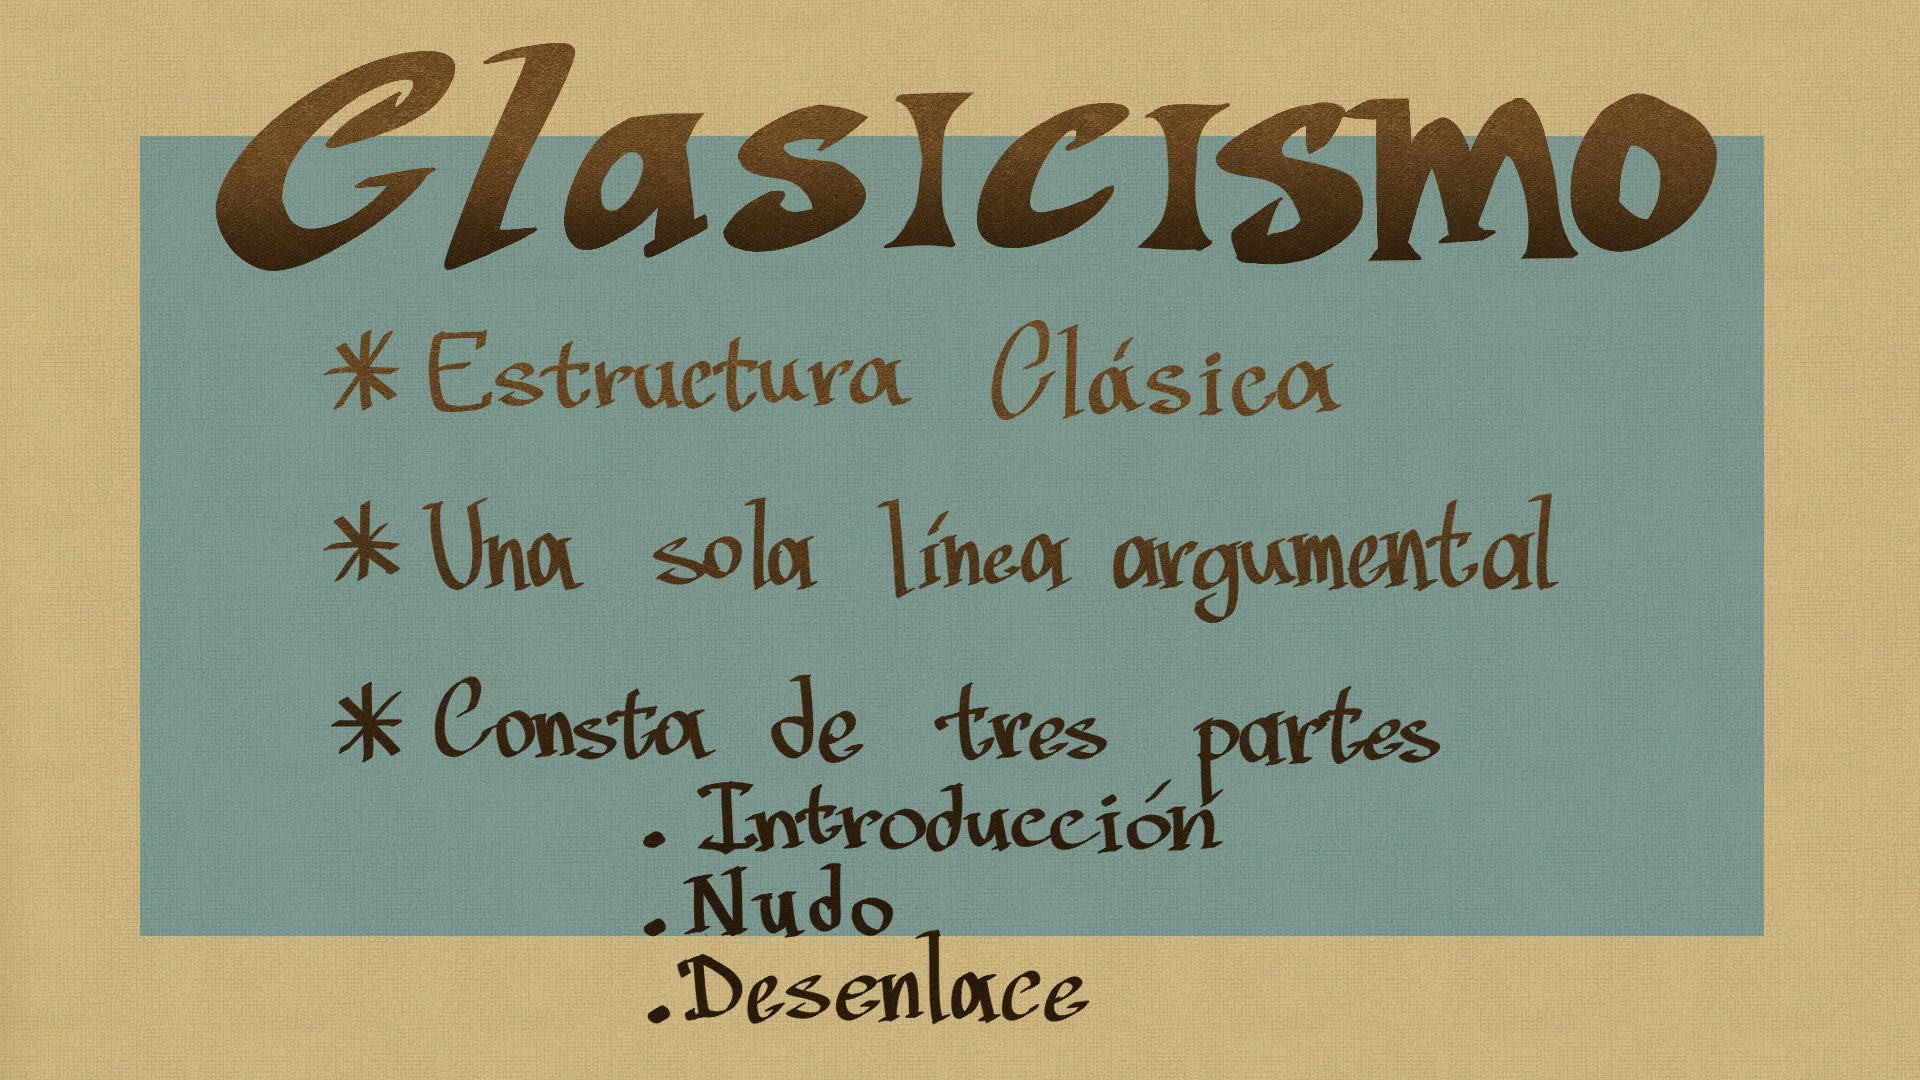 Clasicismo
* Estructura Clásica
* Una sola línea argumental
* Consta de tres partes
. Introducción
. Nudo
. Desenlace